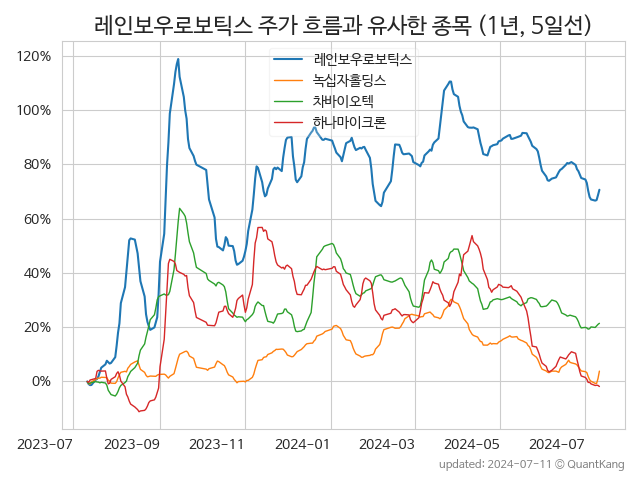 레인보우로보틱스 주가 흐름과 유사한 종목 (1년, 5일선)
레인보우로보틱스
녹십자홀딩스
차바이오텍
하나마이크론
120%
100%
80%
60%
40%
20%
0%
2023-07 2023-09 2023-11 2024-01 2024-03 2024-05 2024-07
updated: 2024-07-11 © QuantKang